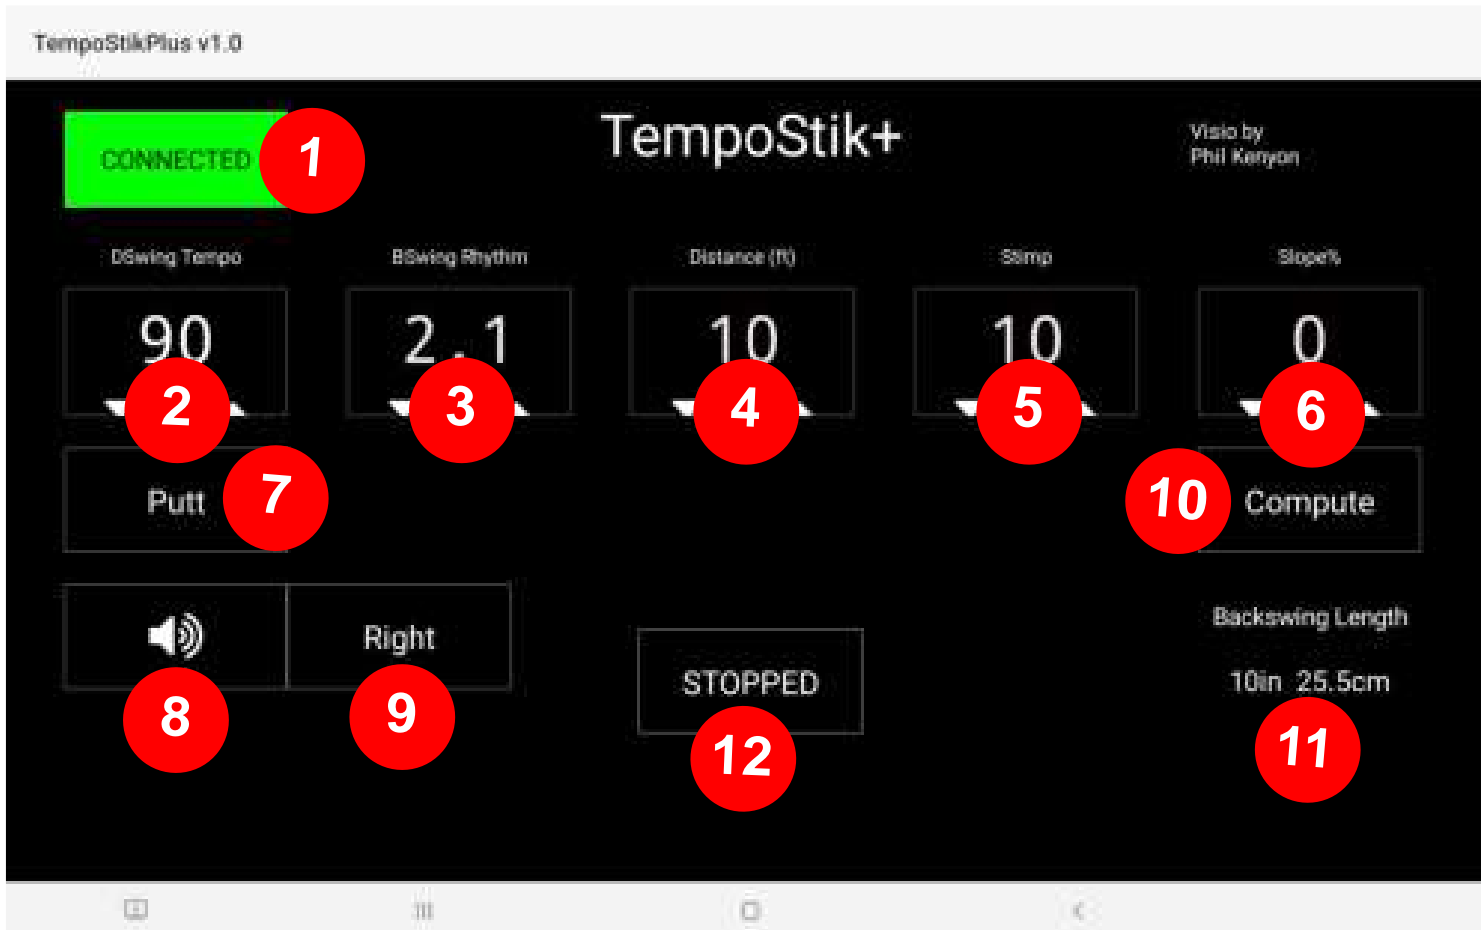 TempoStikPlus v1.0
CONNECTED
1
TempoStik+
Visio by
Phil Kenyon
DSwing Tempo
BSwing Rhythm
Distance (ft)
Stimp
Slope%
90
2.1
10
10
0
2
3
4
5
6
Putt
7
10
Compute
Right
8
9
STOPPED
12
Backswing Length
10in 25.5cm
11